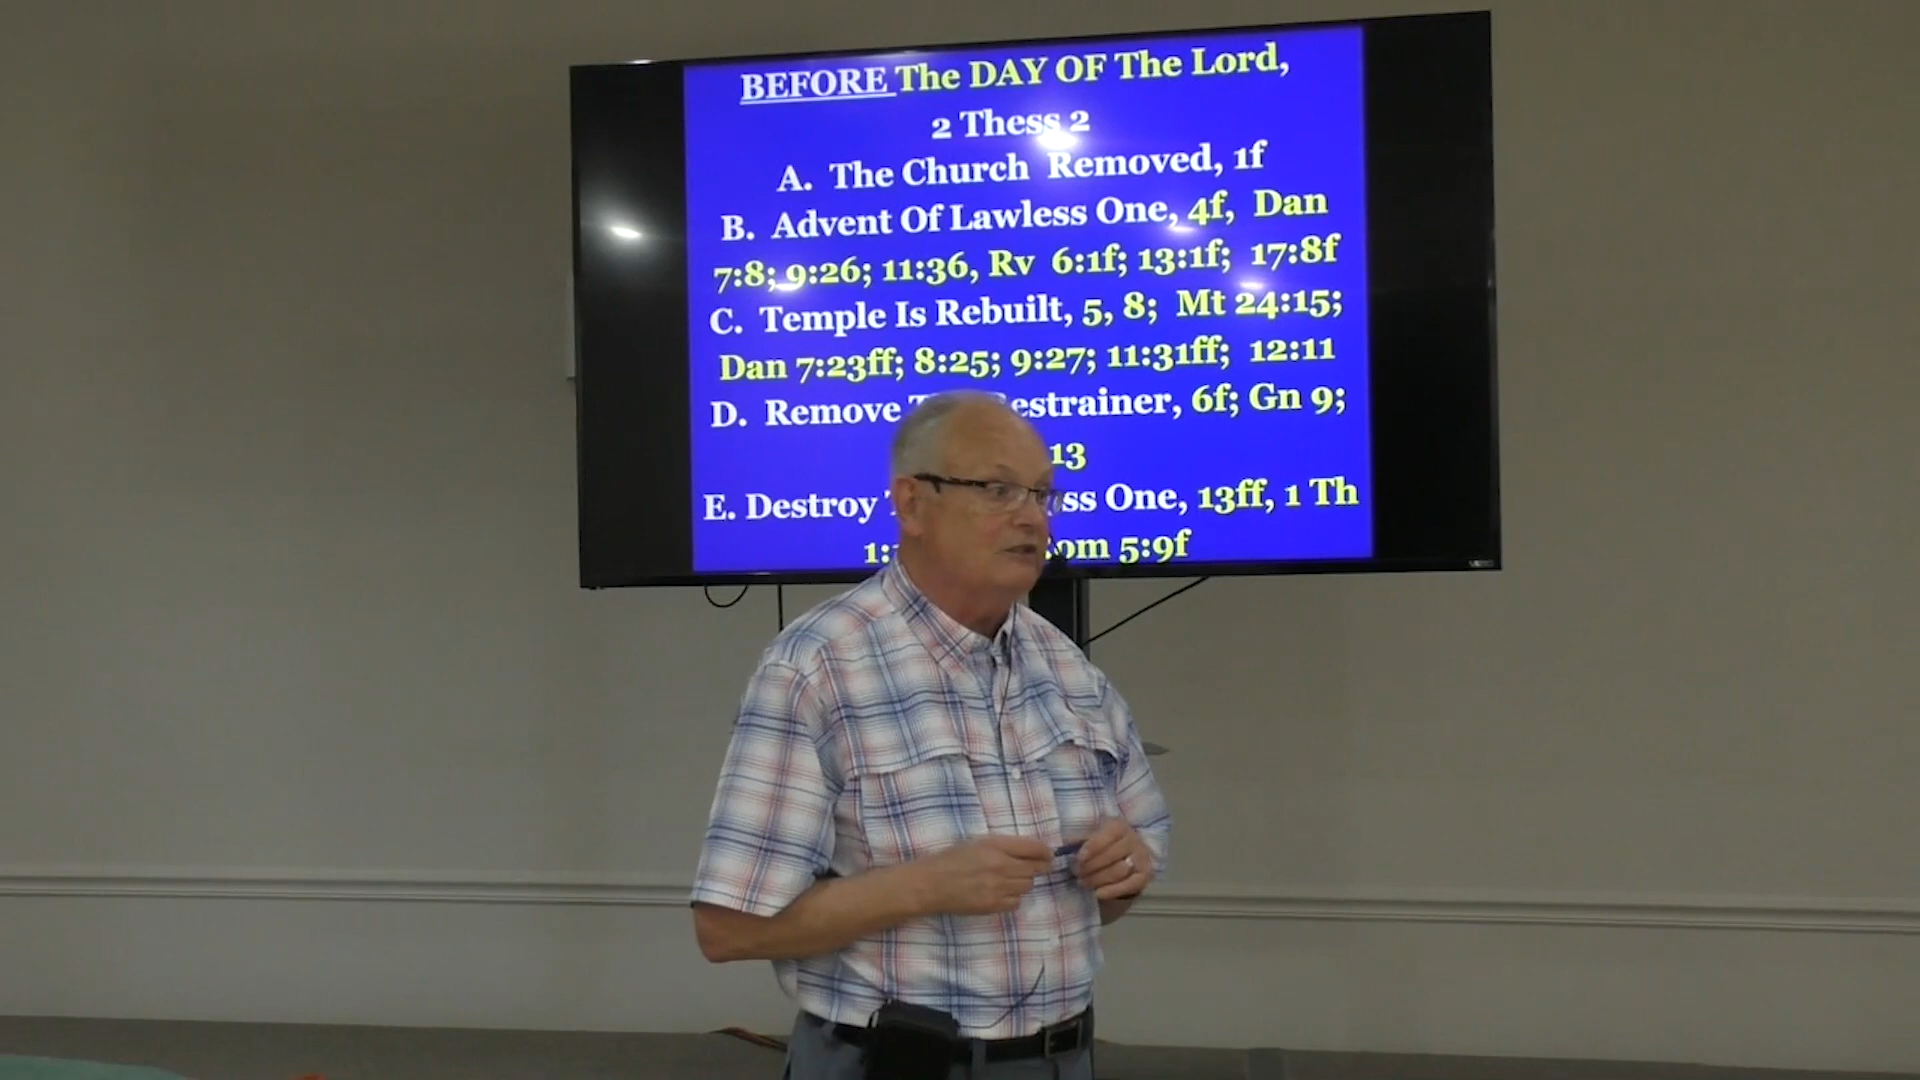 BEFORE The DAY OF The Lord,
2 Thess 2
A. The Church Removed, 1f
B. Advent Of Lawless One, 4f, Dan
7:8; 9:26; 11:36, Rv 6:1f; 13:1f; 17:8f
C. Temple Is Rebuilt, 5, 8; Mt 24:15;
Dan 7:23ff; 8:25; 9:27; 11:31ff; 12:11
D. Remove estrainer, 6f; Gn 9;
13
E. Destroy ss One, 13ff, 1 Th
1: om 5:9f